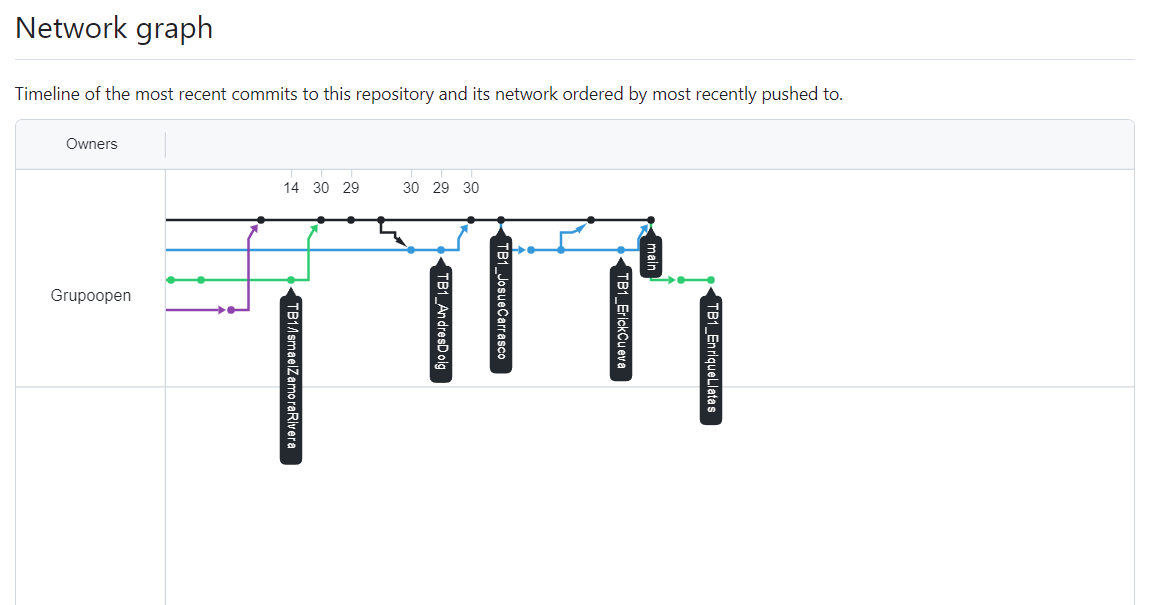 Network graph
Timeline of the most recent commits to this repository and its network ordered by most recently pushed to.
Owners
14 30 29 30 29 30
Grupoopen
TB1/IsmaelZamoraRivera
TB1_AndresDoig
TB1_JosueCarrasco
TB1_ErickCueva
main
TB1_EnriqueLlatas